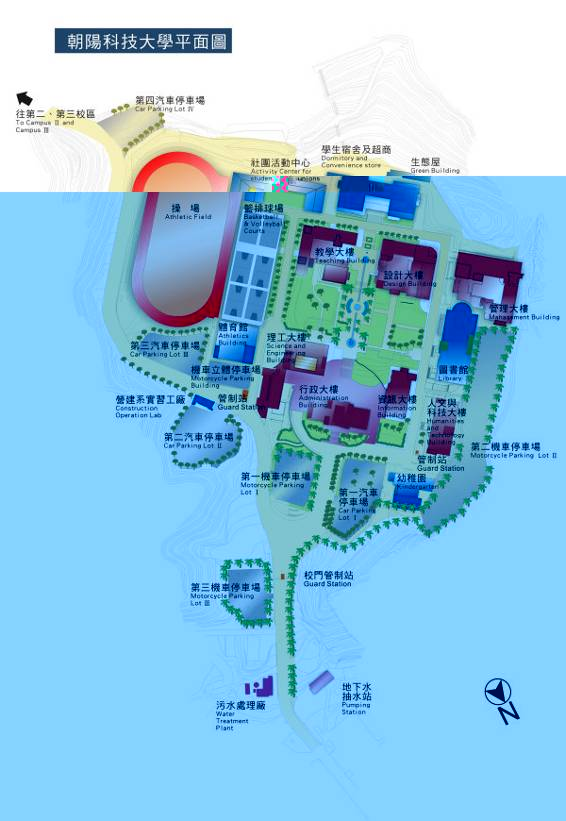 朝陽科技大學平面圖
第四汽車停車場
Car Parking Lot Ⅳ
往第二、第三校區
To Campus Ⅱ and
Campus Ⅲ
學生宿舍及超商
Dormitory and
Convenience store
生態屋
Green Building
社團活動中心
Activity Center for
操 場
Athletic Field
籃排球場
Basketball
& Volleyball
Courts
教學大樓
Teaching Building
設計大樓
Design Building
管理大樓
Management Building
體育館
Athletics
Building
理工大樓
Science and
Engineering
Building
第三汽車停車場
Car Parking Lot Ⅲ
機車立體停車場
Motorcycle Parking
Building
圖書館
Library
行政大樓
Administration
Building
資訊大樓
Information
Building
營建系實習工廠
Construction
Operation Lab
管制站
Guard Station
人文與
科技大樓
Humanities
and
Technology
Building
第二汽車停車場
Car Parking Lot Ⅱ
第二機車停車場
Motorcycle Parking Lot Ⅱ
管制站
Guard Station
第一機車停車場
Motorcycle Parking
Lot Ⅰ
幼稚園
Kindergarten
第一汽車
停車場
Car Parking
Lot Ⅰ
校門管制站
Guard Station
第三機車停車場
Motorcycle Parking
Lot Ⅲ
地下水
抽水站
Pumping
Station
污水處理廠
Water
Treatment
Plant
N